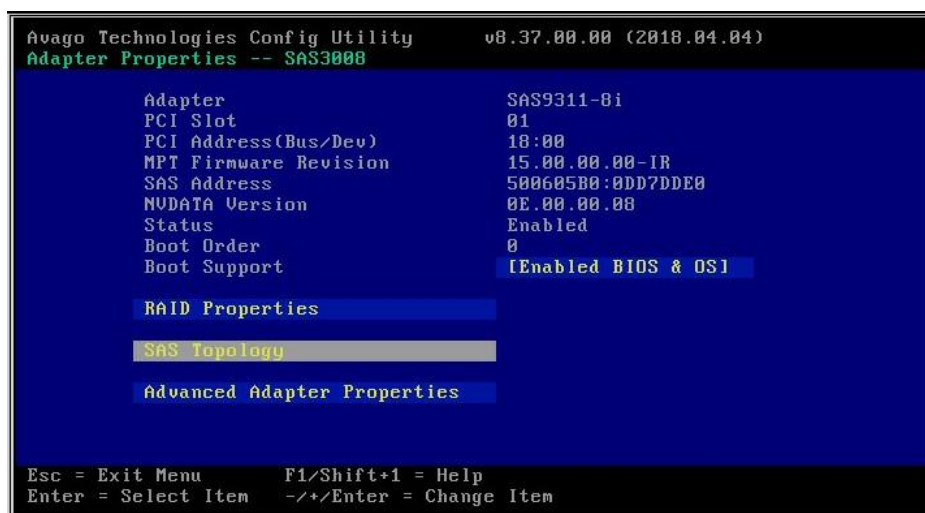 Avago Technologies Config Utility v8.37.00.00 (2018.04.04)
Adapter Properties -- SAS3008
Adapter SAS9311-8i
PCI Slot 01
PCI Address(Bus/Dev) 18:00
MPT Firmware Revision 15.00.00.00-IR
SAS Address 500605B0:0DD7DDE0
NVDATA Version 0E.00.00.08
Status Enabled
Boot Order 0
Boot Support [Enabled BIOS & OS]
RAID Properties
SAS Topology
Advanced Adapter Properties
Esc = Exit Menu F1/Shift+1 = Help
Enter = Select Item -/+/Enter = Change Item